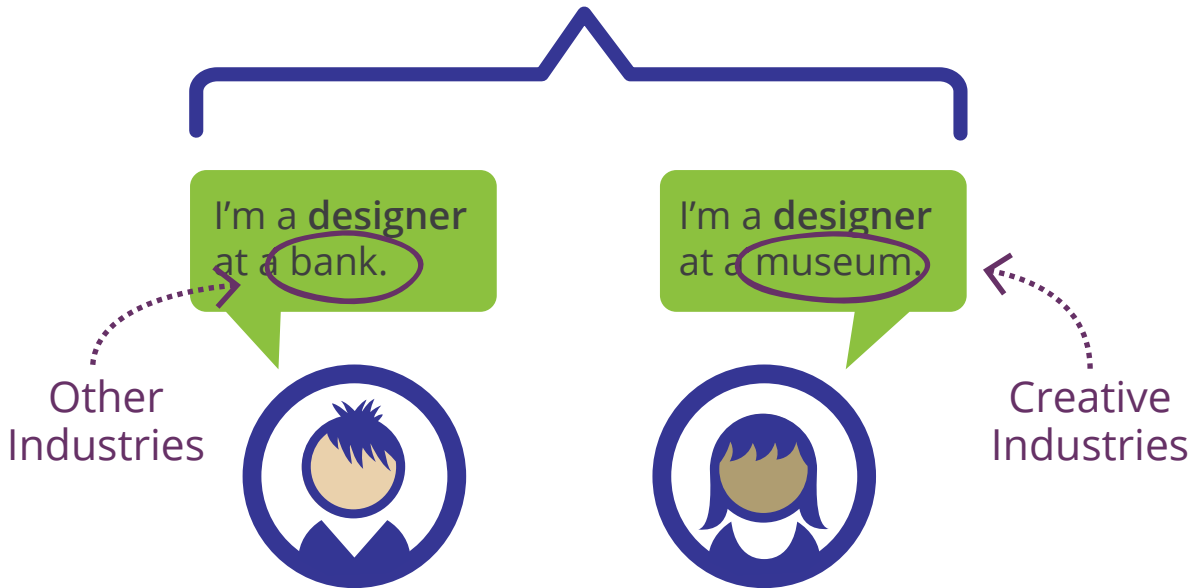 I'm a designer
at a bank.
I'm a designer
at a museum.
Other
Industries
Creative
Industries